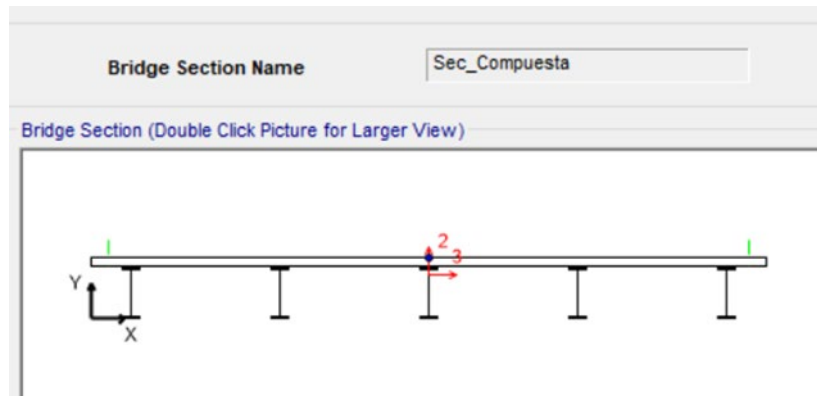 Bridge Section Name
Sec_Compuesta
Bridge Section (Double Click Picture for Larger View)
2
3
Y
X